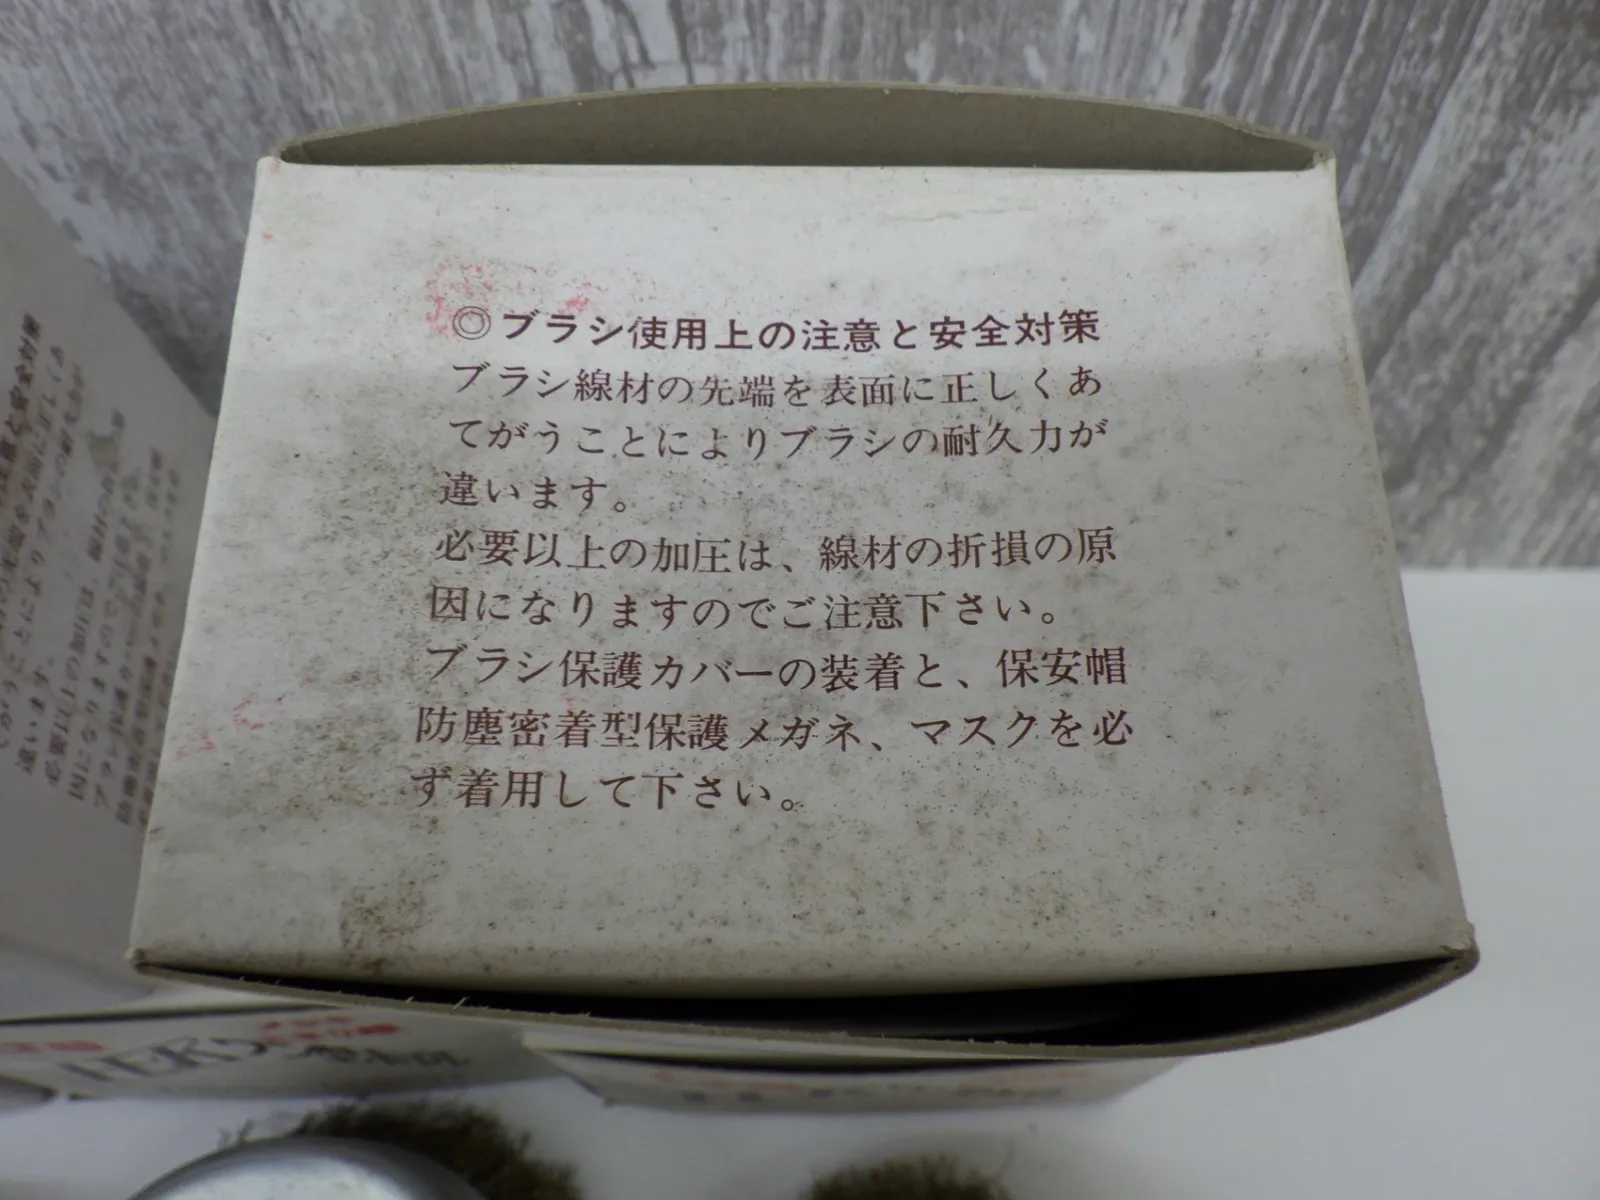 ◎ブラシ使用上の注意と安全対策
ブラシ線材の先端を表面に正しくあ
てがうことによりブラシの耐久力が
違います。
必要以上の加圧は、線材の折損の原
因になりますのでご注意下さい。
ブラシ保護カバーの装着と、保安帽
防塵密着型保護メガネ、マスクを必
ず着用して下さい。